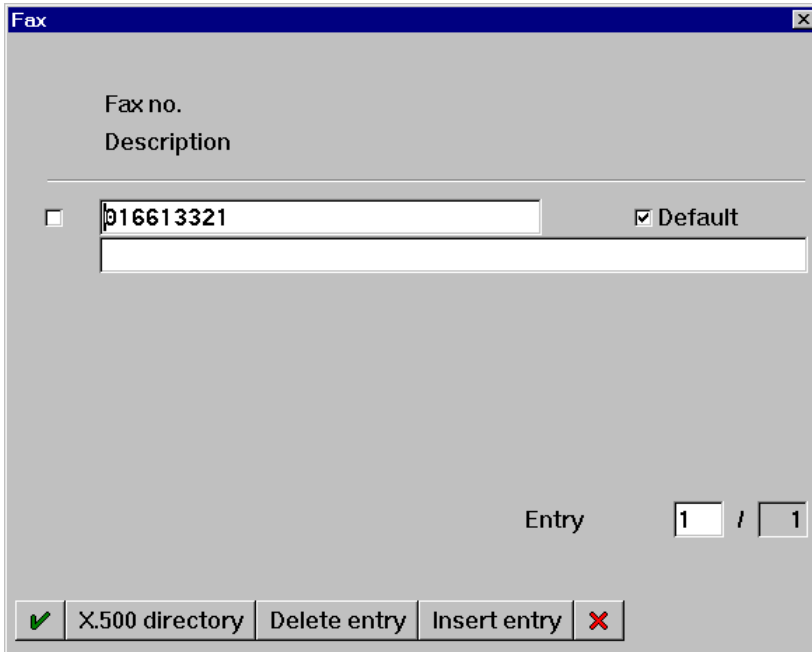 Fax
Fax no.
Description
016613321
Default
Entry 1 / 1
X.500 directory Delete entry Insert entry